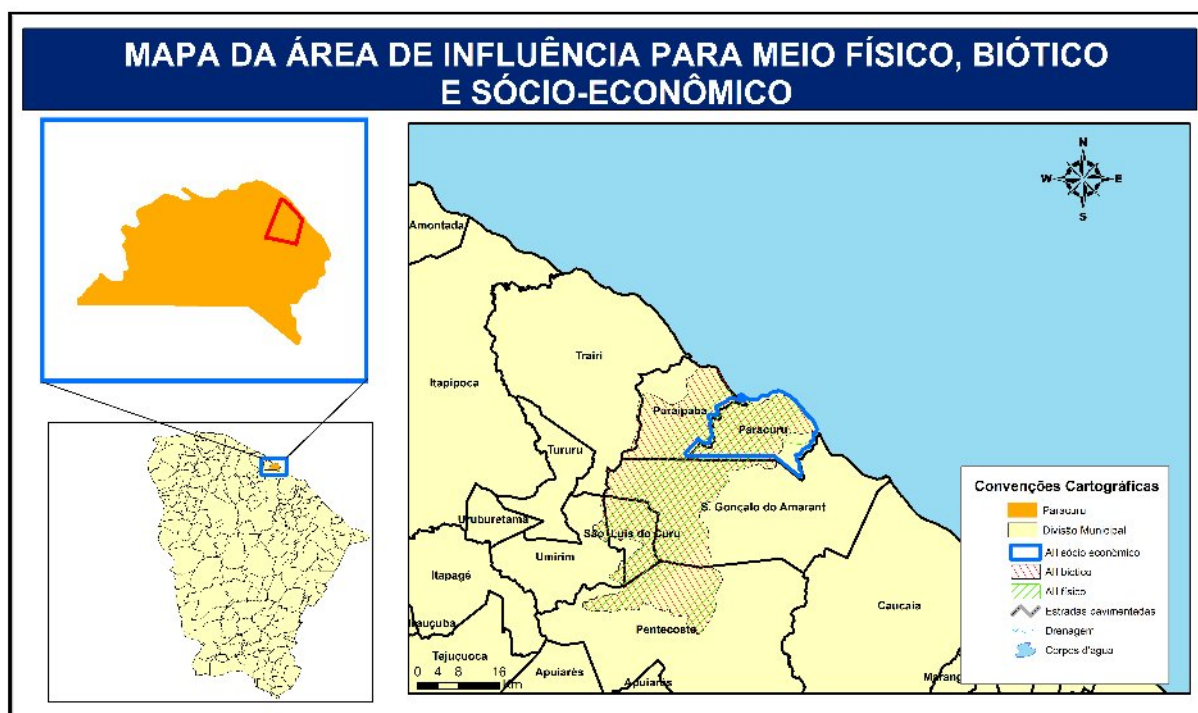 MAPA DA ÁREA DE INFLUÊNCIA PARA MEIO FÍSICO, BIÓTICO
E SÓCIO-ECONÔMICO
N
W
E
S
Amontada
Trairi
Itapipoca
Paraipaba
Paracuru
Tururu
S. Gonçalo do Amarant
Uruburetama
São Luis do Curu
Umirim
Itapagé
Caucaia
Pentecoste
Tejuçuoca
Apuiarés
Apuiarés
0 4 8 16
Km
Convenções Cartográficas
Paracuru
Divisão Municipal
AII sócio econômico
AII biótico
AII físico
Estradas pavimentadas
Drenagem
Corpos d'agua